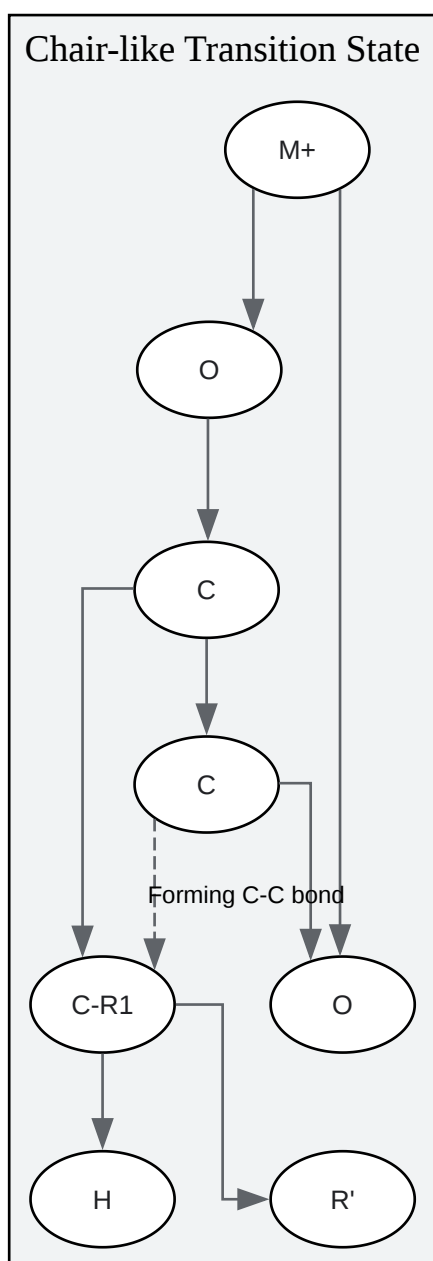 Chair-like Transition State
M+
O
C
C
Forming C-C bond
C-R1
O
H
R'